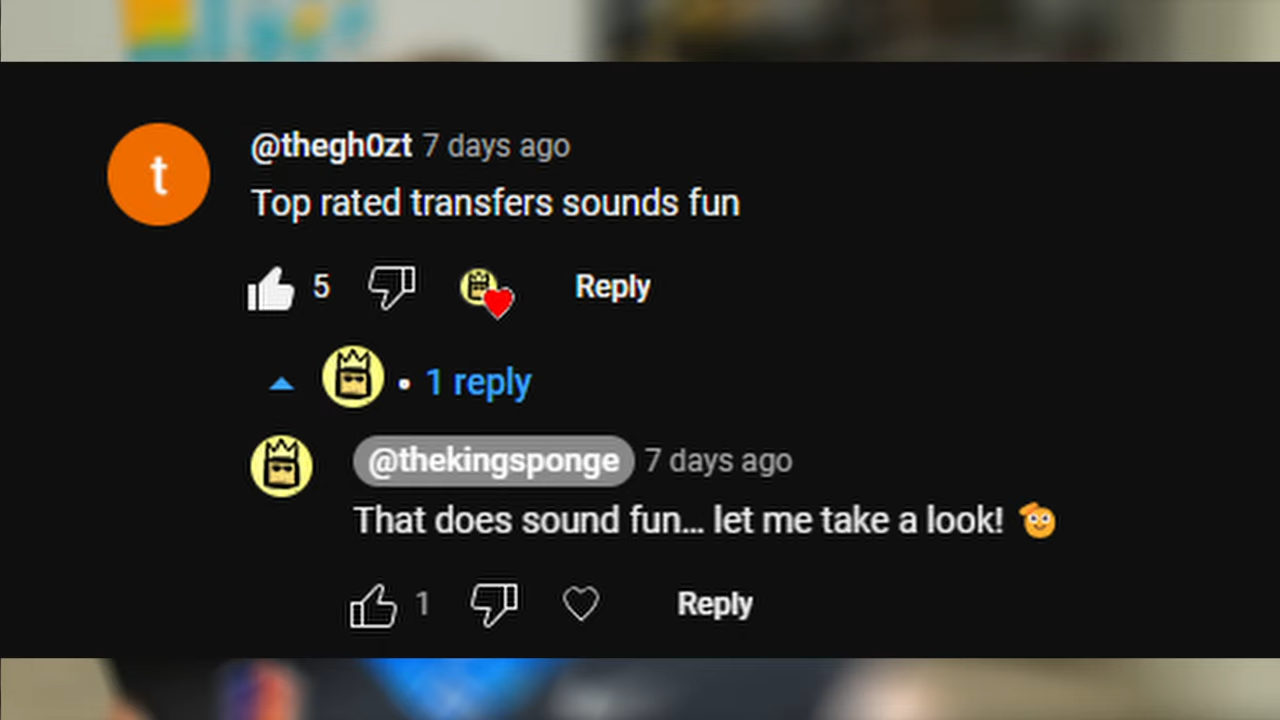 t
@thegh0zt 7 days ago
Top rated transfers sounds fun
5 Reply
• 1 reply
@thekingsponge 7 days ago
That does sound fun... let me take a look!
1 Reply